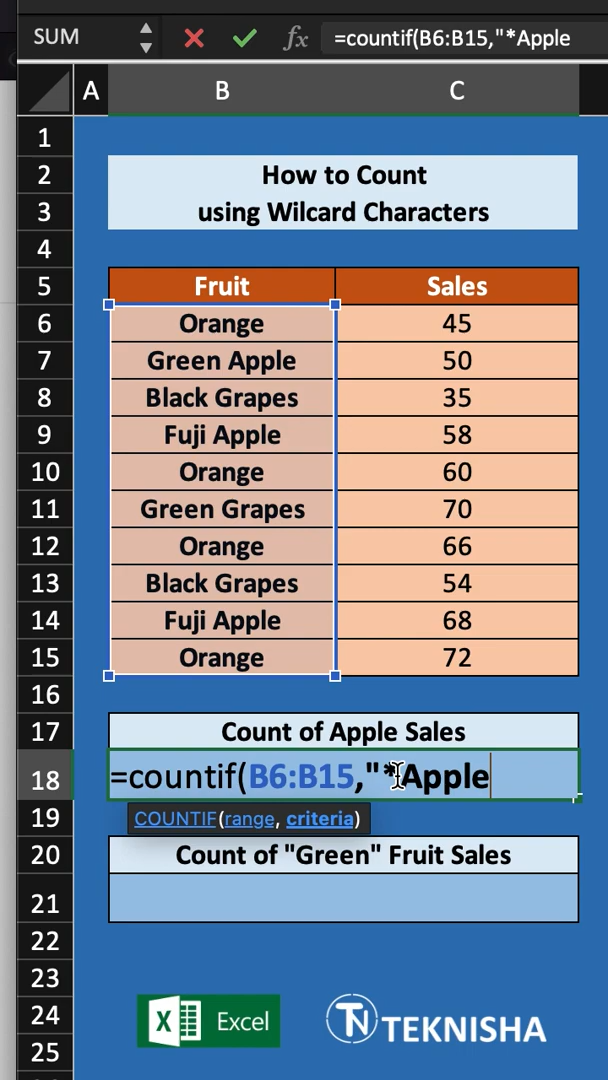 SUM fx =countif(B6:B15,"*Apple
A B C
1
2 How to Count
3 using Wilcard Characters
4
5 Fruit Sales
6 Orange 45
7 Green Apple 50
8 Black Grapes 35
9 Fuji Apple 58
10 Orange 60
11 Green Grapes 70
12 Orange 66
13 Black Grapes 54
14 Fuji Apple 68
15 Orange 72
16
17 Count of Apple Sales
18 =countif(B6:B15,"*Apple
19 COUNTIF(range, criteria)
20 Count of "Green" Fruit Sales
21
22
23
24 X Excel TN TEKNISHA
25